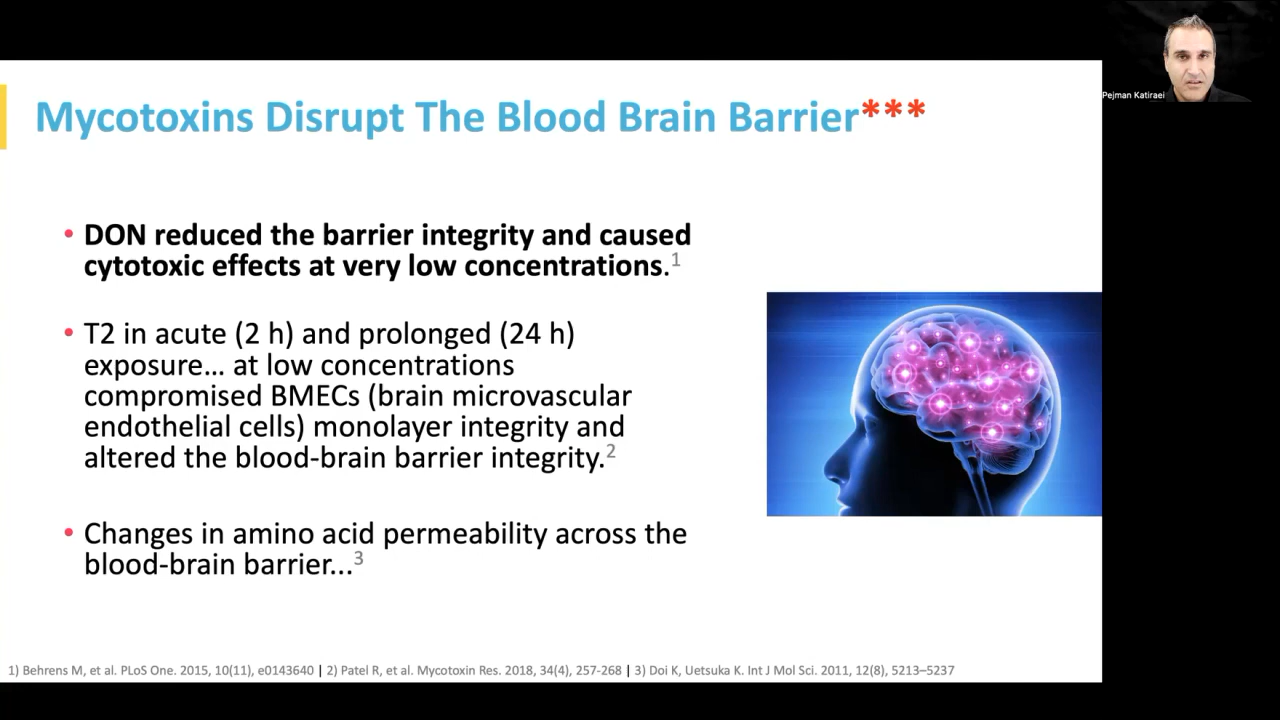 Mycotoxins Disrupt The Blood Brain Barrier***
Pejman Katiraei
• DON reduced the barrier integrity and caused
cytotoxic effects at very low concentrations.1
• T2 in acute (2 h) and prolonged (24 h)
exposure... at low concentrations
compromised BMECs (brain microvascular
endothelial cells) monolayer integrity and
altered the blood-brain barrier integrity.2
• Changes in amino acid permeability across the
blood-brain barrier...3
1) Behrens M, et al. PLoS One. 2015, 10(11), e0143640 | 2) Patel R, et al. Mycotoxin Res. 2018, 34(4), 257-268 | 3) Doi K, Uetsuka K. Int J Mol Sci. 2011, 12(8), 5213–5237